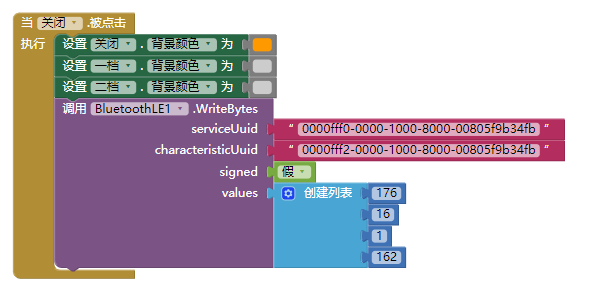 当 关闭 .被点击
执行 设置 关闭 . 背景颜色 为
设置 一档 . 背景颜色 为
设置 二档 . 背景颜色 为
调用 BluetoothLE1 .WriteBytes
serviceUuid “ 0000fff0-0000-1000-8000-00805f9b34fb ”
characteristicUuid “ 0000fff2-0000-1000-8000-00805f9b34fb ”
signed 假
values 创建列表 176
16
1
162